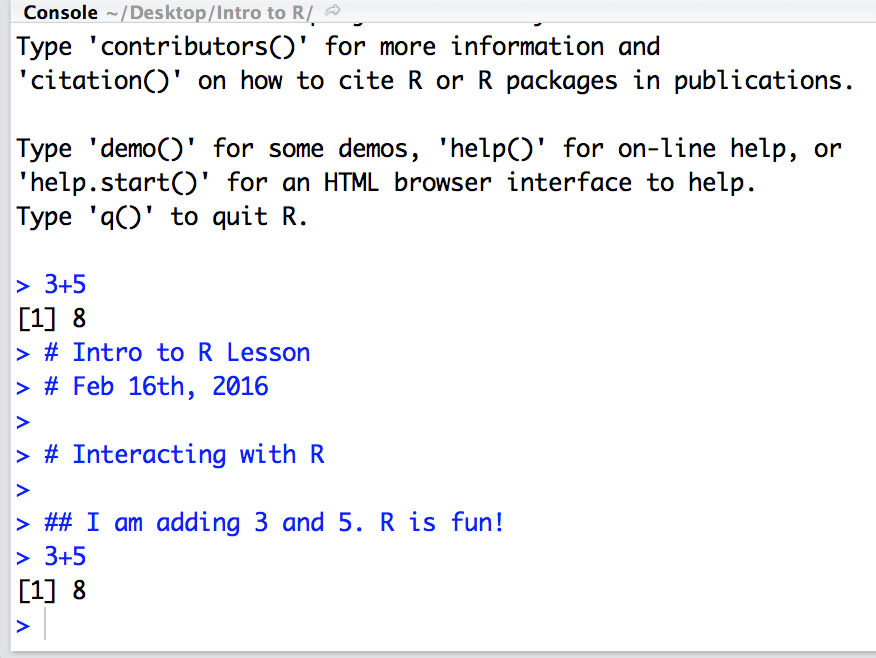 Console ~/Desktop/Intro to R/
Type 'contributors()' for more information and
'citation()' on how to cite R or R packages in publications.
Type 'demo()' for some demos, 'help()' for on-line help, or
'help.start()' for an HTML browser interface to help.
Type 'q()' to quit R.
> 3+5
[1] 8
> # Intro to R Lesson
> # Feb 16th, 2016
>
> # Interacting with R
>
> ## I am adding 3 and 5. R is fun!
> 3+5
[1] 8
>